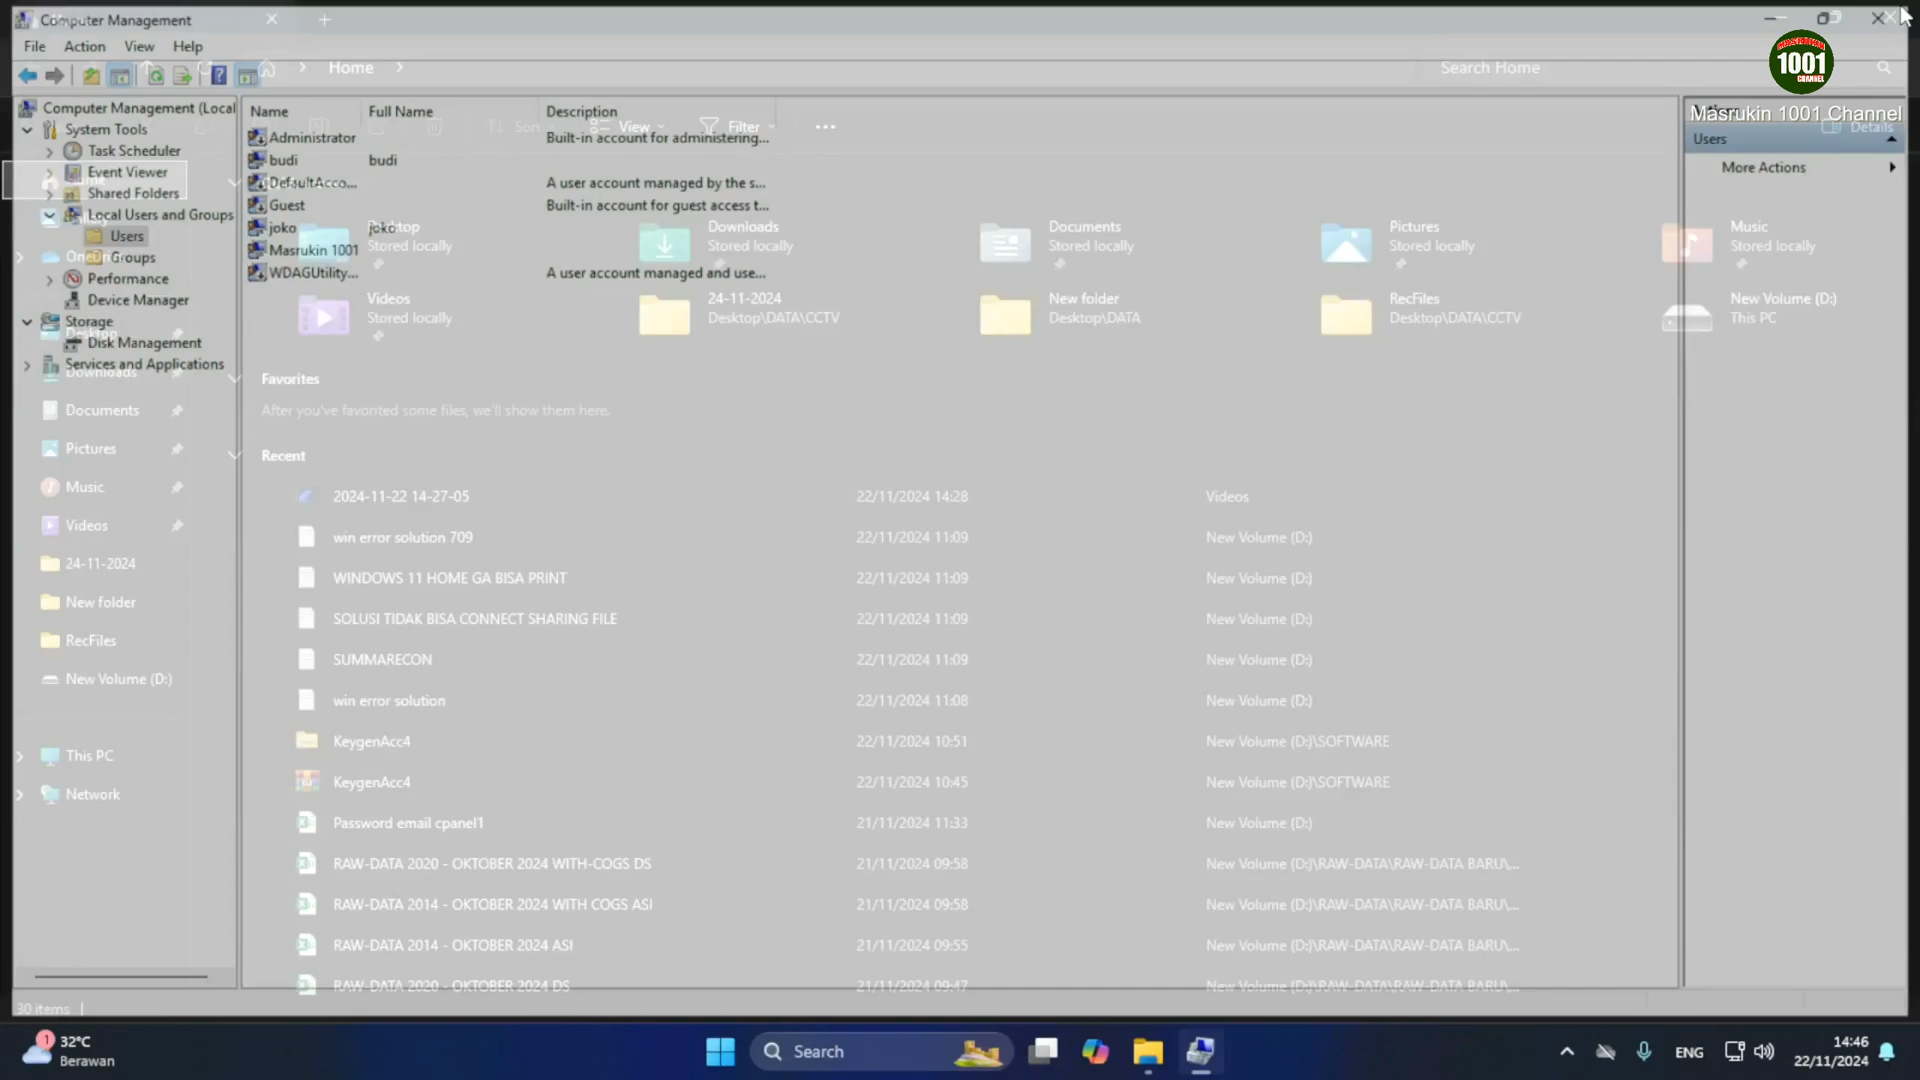 Computer Management
File Action View Help
Home
Search Home
MASRUKIN
1001
CHANNEL
Masrukin 1001 Channel
Computer Management (Local
System Tools
Task Scheduler
Event Viewer
Shared Folders
Local Users and Groups
Users
Groups
Performance
Device Manager
Storage
Disk Management
Services and Applications
Desktop
Downloads
Documents
Pictures
Music
Videos
24-11-2024
New folder
RecFiles
New Volume (D:)
This PC
Network
Name Full Name Description
Sort View Filter
Administrator Built-in account for administering...
budi budi
DefaultAcco... A user account managed by the s...
Guest Built-in account for guest access t...
joko joko
Masrukin 1001
WDAGUtility... A user account managed and use...
Details
Users
More Actions
Desktop
Stored locally
Downloads
Stored locally
Documents
Stored locally
Pictures
Stored locally
Music
Stored locally
Videos
Stored locally
24-11-2024
Desktop\DATA\CCTV
New folder
Desktop\DATA
RecFiles
Desktop\DATA\CCTV
New Volume (D:)
This PC
Favorites
After you've favorited some files, we'll show them here.
Recent
2024-11-22 14-27-05 22/11/2024 14:28 Videos
win error solution 709 22/11/2024 11:09 New Volume (D:)
WINDOWS 11 HOME GA BISA PRINT 22/11/2024 11:09 New Volume (D:)
SOLUSI TIDAK BISA CONNECT SHARING FILE 22/11/2024 11:09 New Volume (D:)
SUMMARECON 22/11/2024 11:09 New Volume (D:)
win error solution 22/11/2024 11:08 New Volume (D:)
KeygenAcc4 22/11/2024 10:51 New Volume (D:)\SOFTWARE
KeygenAcc4 22/11/2024 10:45 New Volume (D:)\SOFTWARE
Password email cpanel1 21/11/2024 11:33 New Volume (D:)
RAW-DATA 2020 - OKTOBER 2024 WITH-COGS DS 21/11/2024 09:58 New Volume (D:)\RAW-DATA\RAW-DATA BARU\...
RAW-DATA 2014 - OKTOBER 2024 WITH COGS ASI 21/11/2024 09:58 New Volume (D:)\RAW-DATA\RAW-DATA BARU\...
RAW-DATA 2014 - OKTOBER 2024 ASI 21/11/2024 09:55 New Volume (D:)\RAW-DATA\RAW-DATA BARU\...
RAW-DATA 2020 - OKTOBER 2024 DS 21/11/2024 09:47 New Volume (D:)\RAW-DATA\RAW-DATA BARU\...
30 items
1
32°C
Berawan
Search
ENG
14:46
22/11/2024